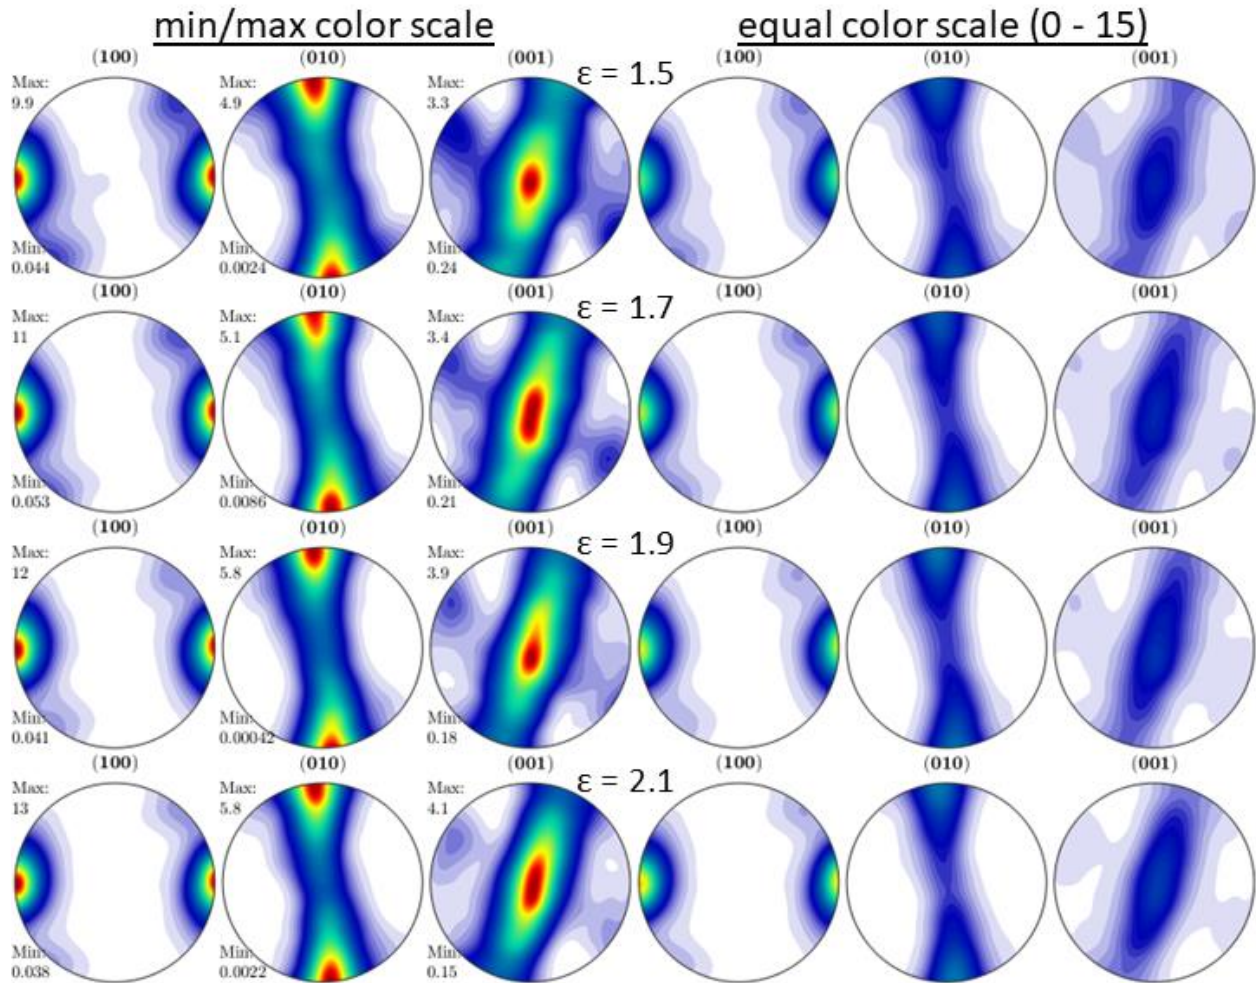 min/max color scale equal color scale (0 - 15)
(100) (010) (001) ε = 1.5 (100) (010) (001)
Max: Max: Max:
9.9 4.9 3.3
Min: Min: Min:
0.044 0.0024 0.24
(100) (010) (001) ε = 1.7 (100) (010) (001)
Max: Max: Max:
11 5.1 3.4
Min: Min: Min:
0.053 0.0086 0.21
(100) (010) (001) ε = 1.9 (100) (010) (001)
Max: Max: Max:
12 5.8 3.9
Min: Min: Min:
0.041 0.00042 0.18
(100) (010) (001) ε = 2.1 (100) (010) (001)
Max: Max: Max:
13 5.8 4.1
Min: Min: Min:
0.038 0.0022 0.15